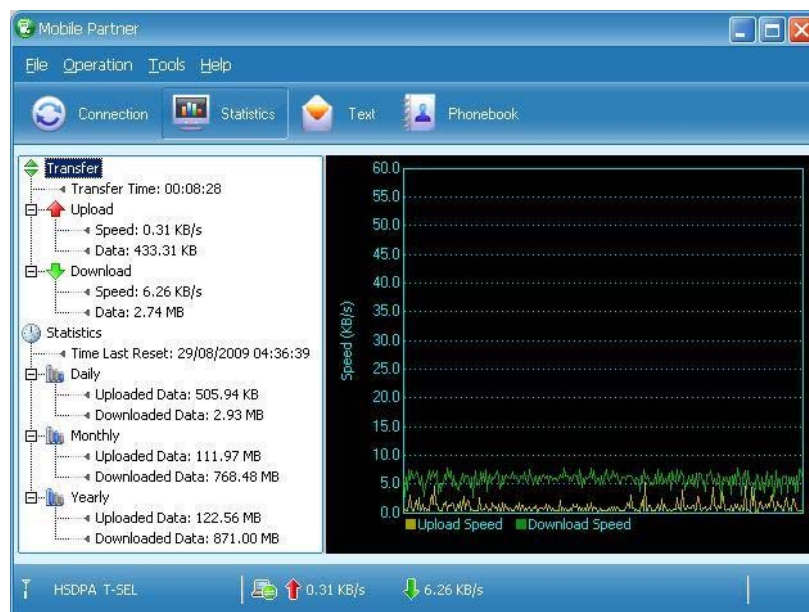 Mobile Partner
File Operation Tools Help
Connection Statistics Text Phonebook
Transfer
Transfer Time: 00:08:28
Upload
Speed: 0.31 KB/s
Data: 433.31 KB
Download
Speed: 6.26 KB/s
Data: 2.74 MB
Statistics
Time Last Reset: 29/08/2009 04:36:39
Daily
Uploaded Data: 505.94 KB
Downloaded Data: 2.93 MB
Monthly
Uploaded Data: 111.97 MB
Downloaded Data: 768.48 MB
Yearly
Uploaded Data: 122.56 MB
Downloaded Data: 871.00 MB
Speed (KB/s)
60.0
55.0
50.0
45.0
40.0
35.0
30.0
25.0
20.0
15.0
10.0
5.0
0.0
Upload Speed Download Speed
HSDPA T-SEL 0.31 KB/s 6.26 KB/s